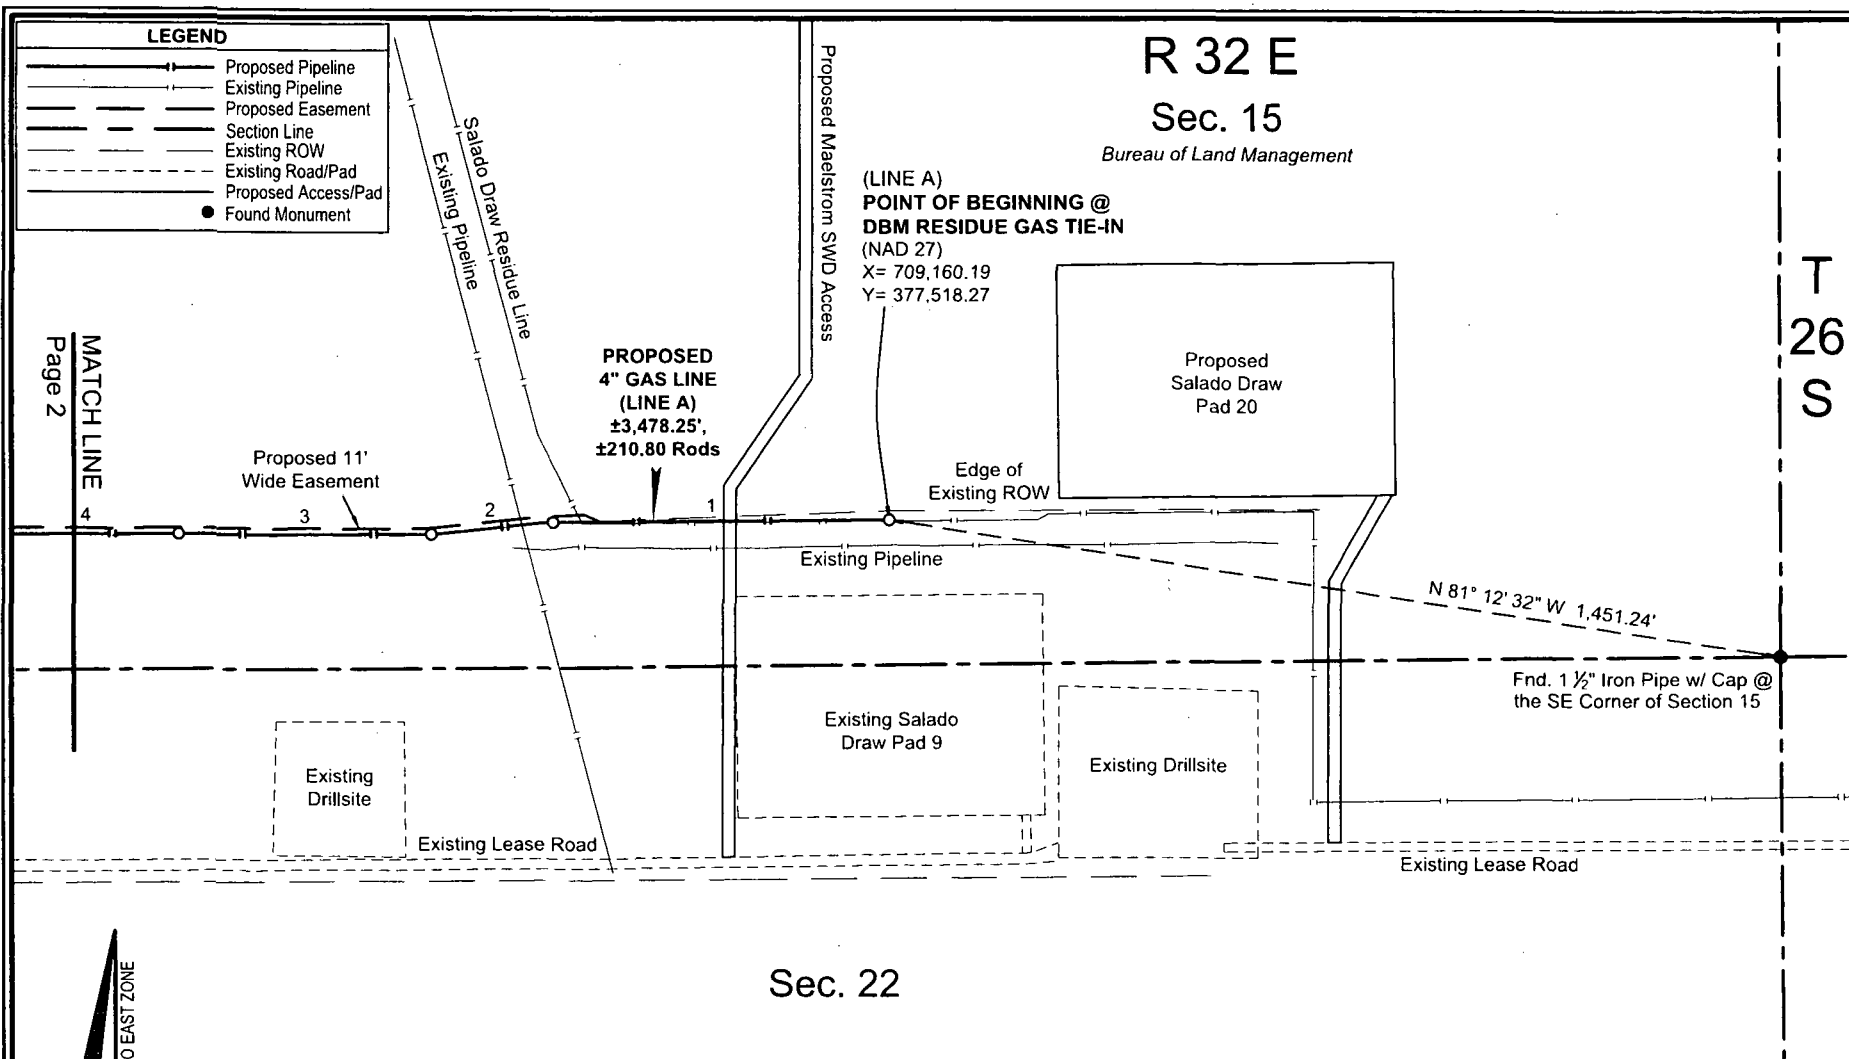 LEGEND
Proposed Pipeline
Existing Pipeline
Proposed Easement
Section Line
Existing ROW
Existing Road/Pad
Proposed Access/Pad
Found Monument
R 32 E
Sec. 15
Bureau of Land Management
T
26
S
Salado Draw Residue Line
Existing Pipeline
Proposed Maelstrom SWD Access
(LINE A)
POINT OF BEGINNING @
DBM RESIDUE GAS TIE-IN
(NAD 27)
X= 709,160.19
Y= 377,518.27
Proposed
Salado Draw
Pad 20
MATCH LINE
Page 2
PROPOSED
4" GAS LINE
(LINE A)
±3,478.25',
±210.80 Rods
Proposed 11'
Wide Easement
Edge of
Existing ROW
4
3
2
1
Existing Pipeline
N 81° 12' 32" W 1,451.24'
Fnd. 1 ½" Iron Pipe w/ Cap @
the SE Corner of Section 15
Existing Salado
Draw Pad 9
Existing Drillsite
Existing
Drillsite
Existing Lease Road
Existing Lease Road
Sec. 22
O EAST ZONE